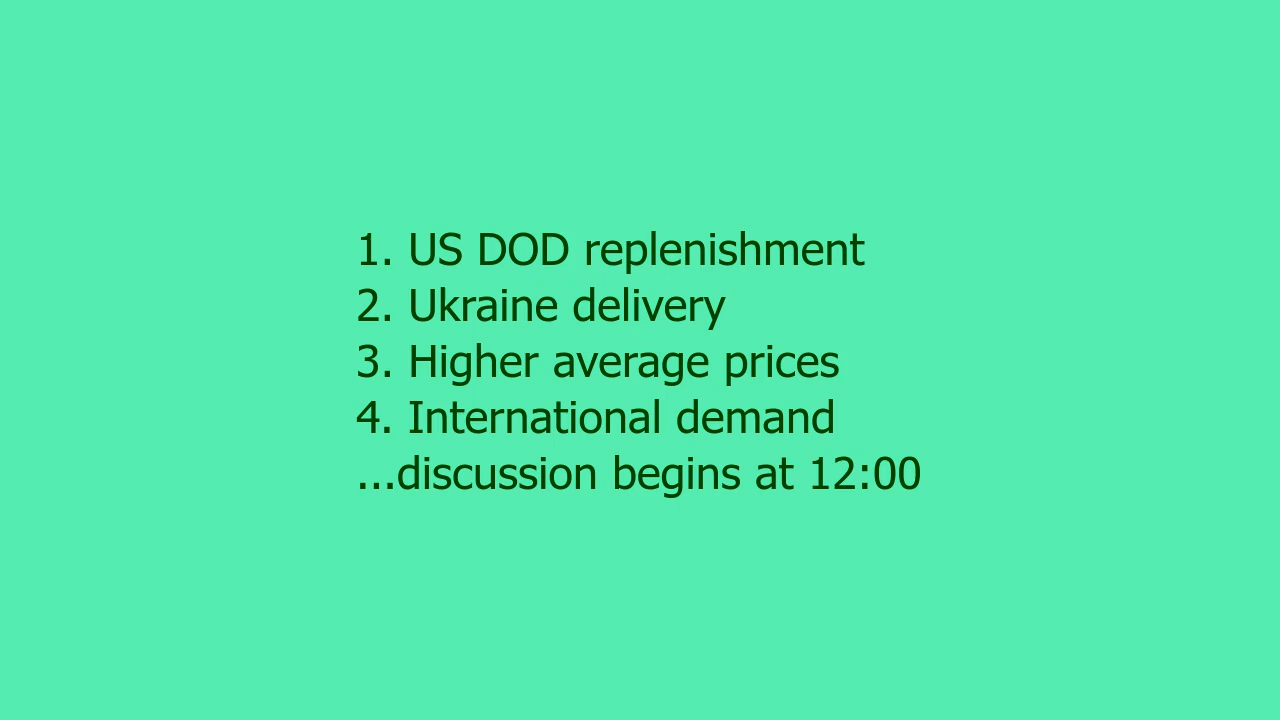 1. US DOD replenishment
2. Ukraine delivery
3. Higher average prices
4. International demand
...discussion begins at 12:00